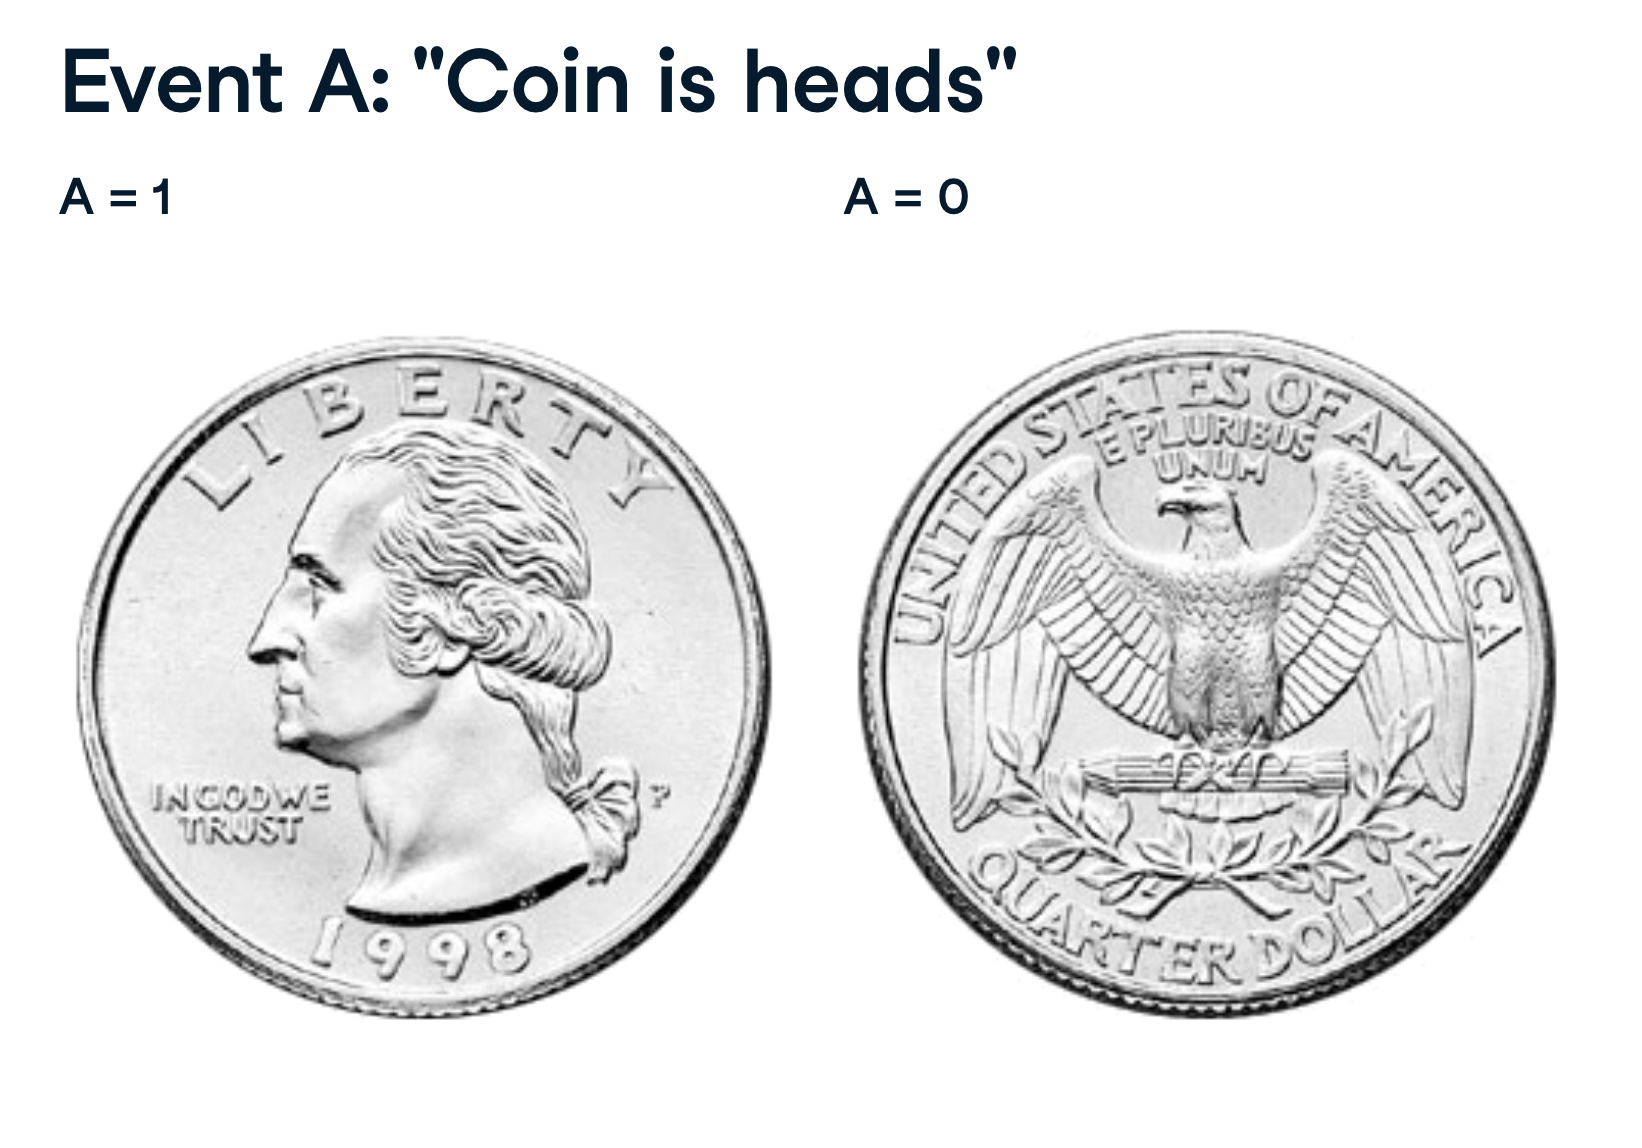 Event A: "Coin is heads"
A = 1
A = 0
LIBERTY
IN GOD WE
TRUST
P
1998
UNITED STATES OF AMERICA
E PLURIBUS
UNUM
QUARTER DOLLAR